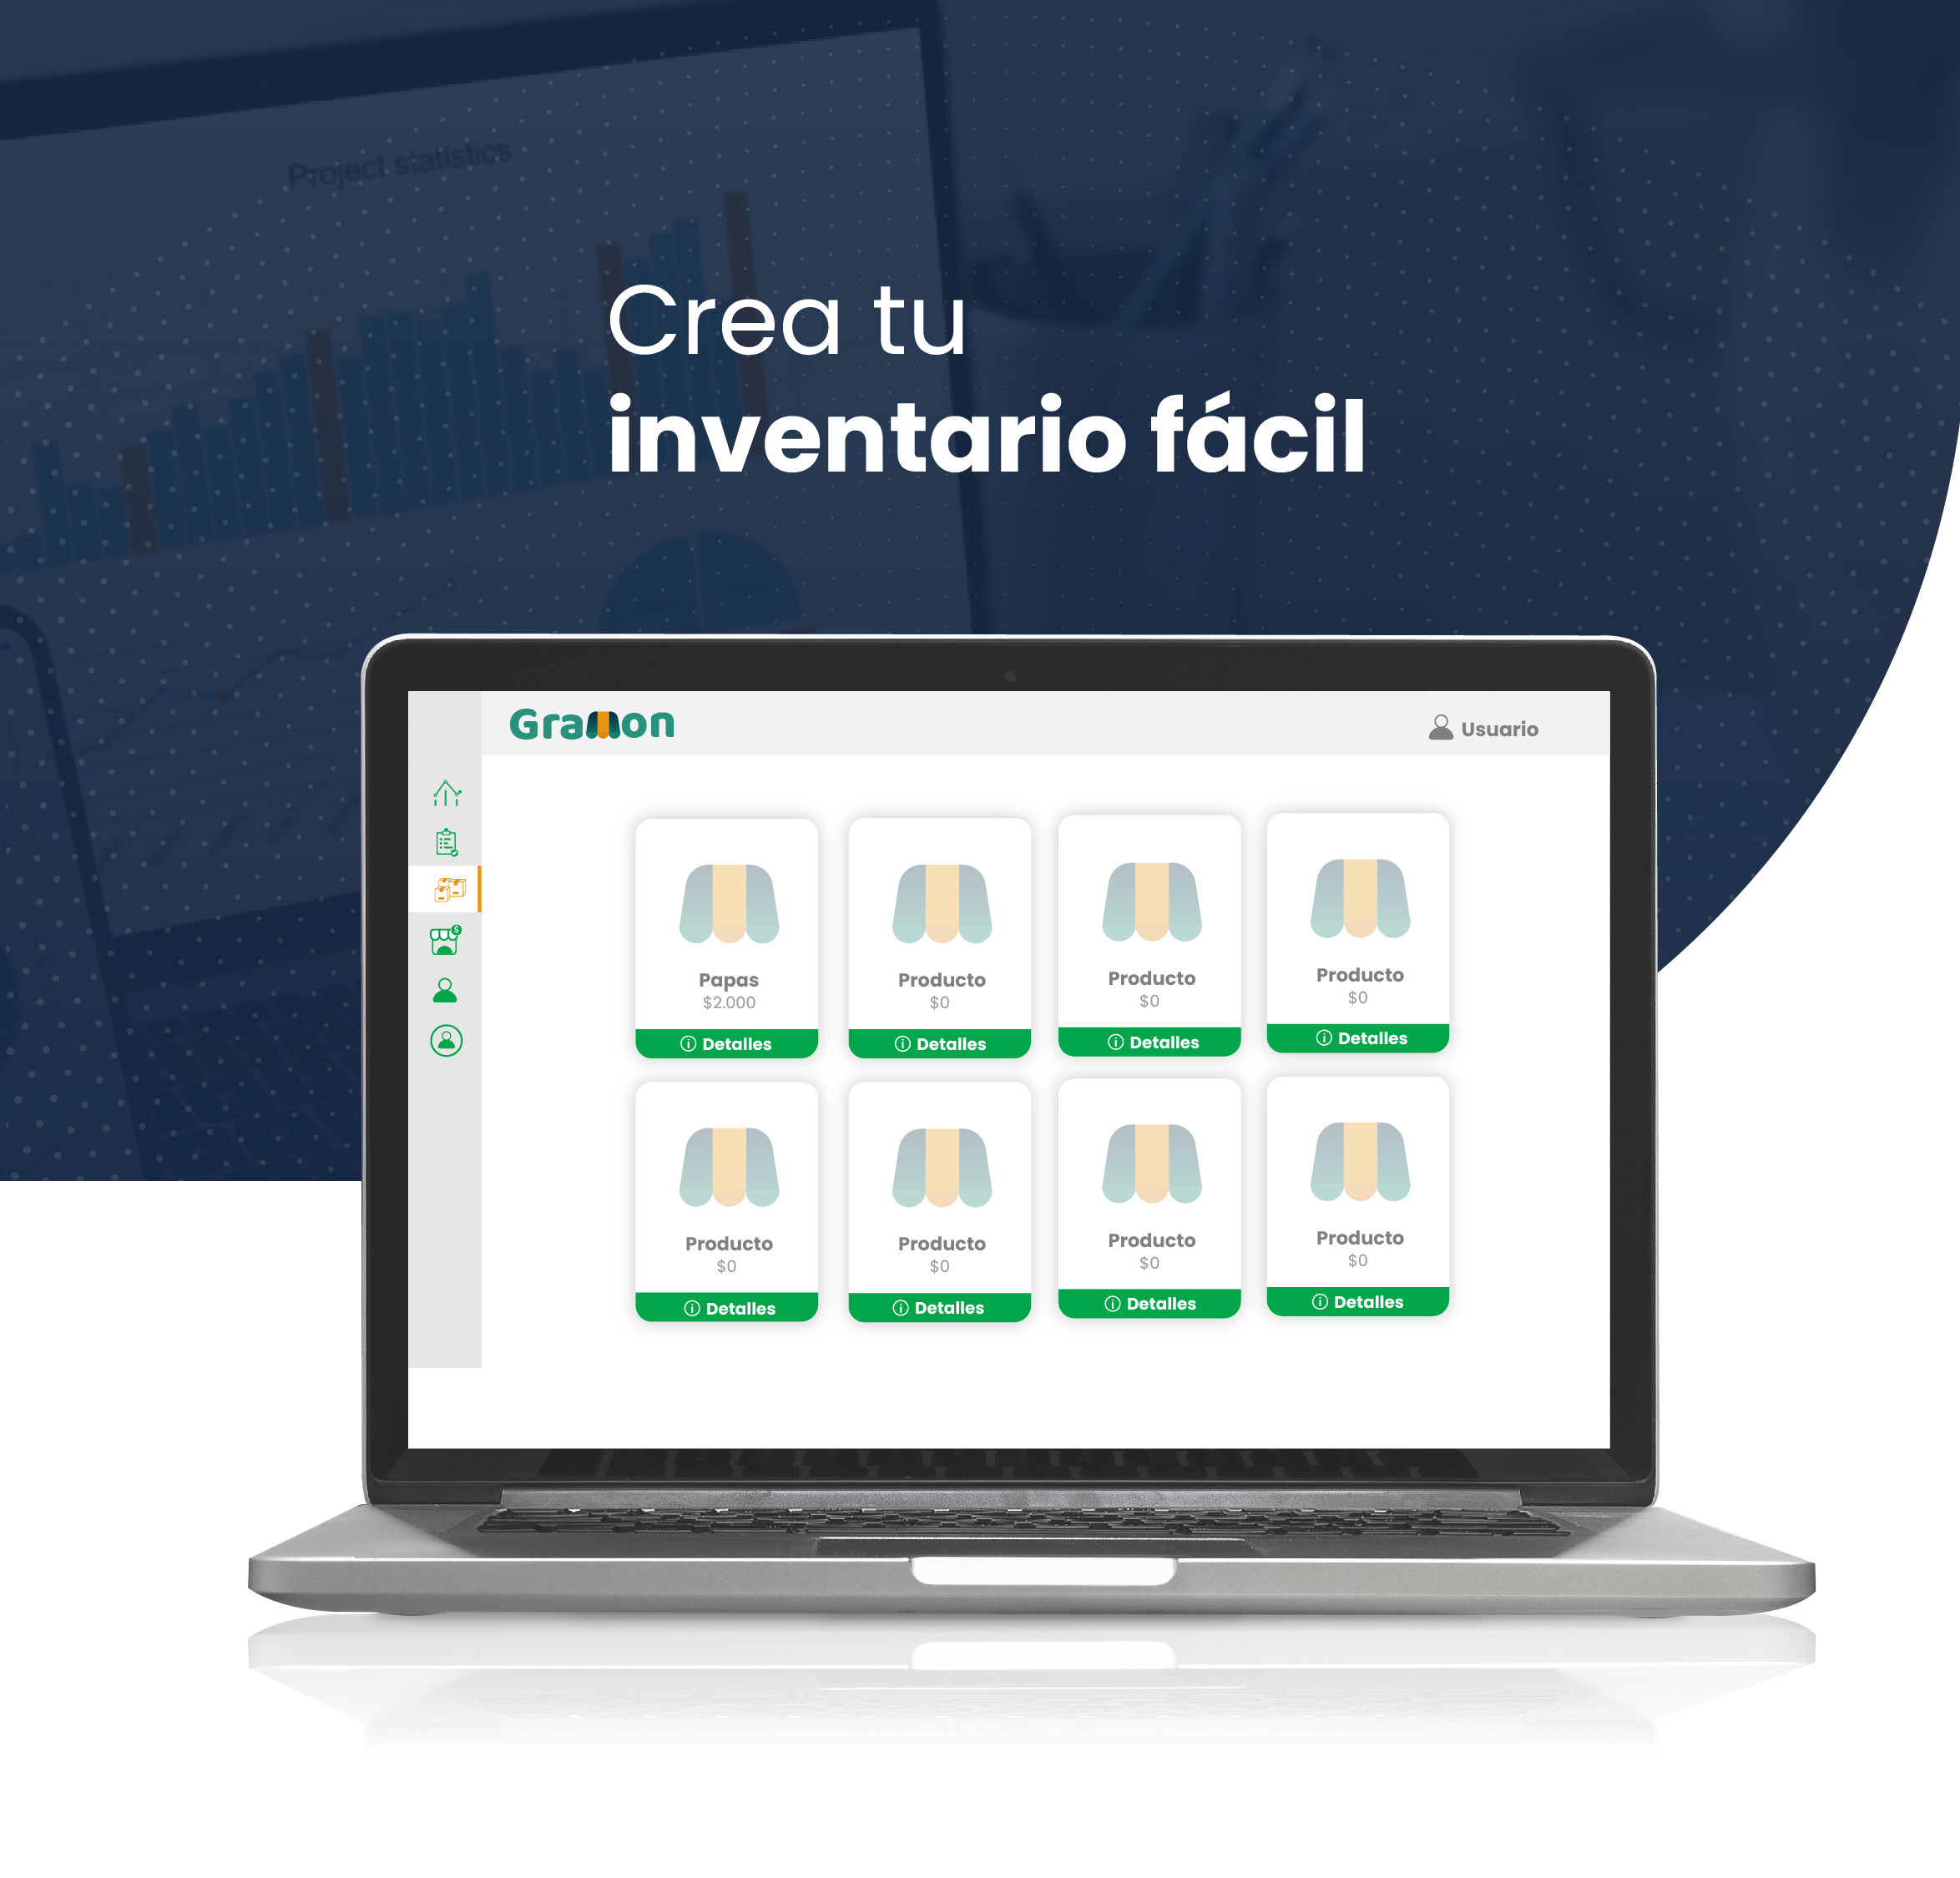 Project statistics
Crea tu
inventario fácil
Gramon
Usuario
Papas
$2.000
Detalles
Producto
$0
Detalles
Producto
$0
Detalles
Producto
$0
Detalles
Producto
$0
Detalles
Producto
$0
Detalles
Producto
$0
Detalles
Producto
$0
Detalles